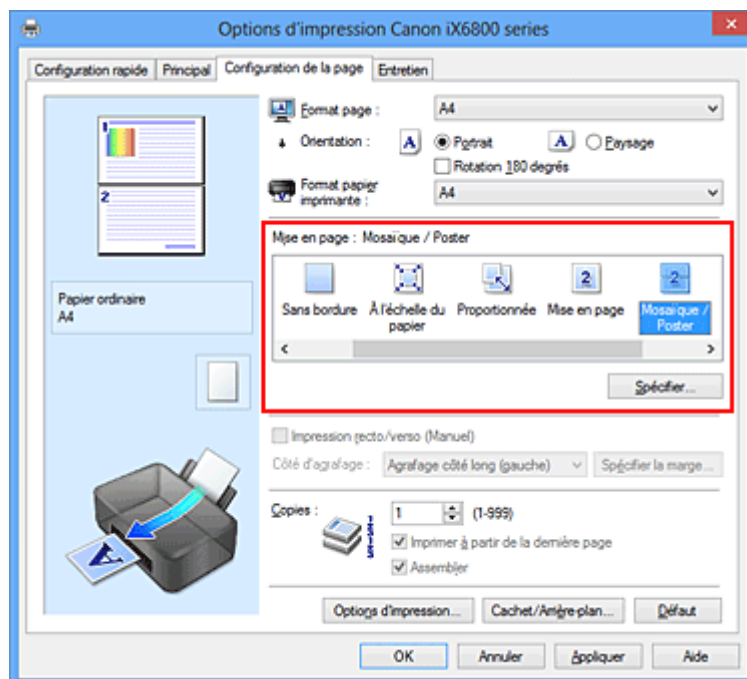 Options d'impression Canon iX6800 series
Configuration rapide Principal Configuration de la page Entretien
1
2
Papier ordinaire
A4
A
Format page : A4
Orientation : A Portrait A Paysage
Rotation 180 degrés
Format papier
imprimante : A4
Mise en page : Mosaïque / Poster
2 2
Sans bordure À l'échelle du papier Proportionnée Mise en page Mosaïque / Poster
Spécifier...
Impression recto/verso (Manuel)
Côté d'agrafage : Agrafage côté long (gauche) Spécifier la marge...
Copies : 1 (1-999)
Imprimer à partir de la dernière page
Assembler
Options d'impression... Cachet/Arrière-plan... Défaut
OK Annuler Appliquer Aide